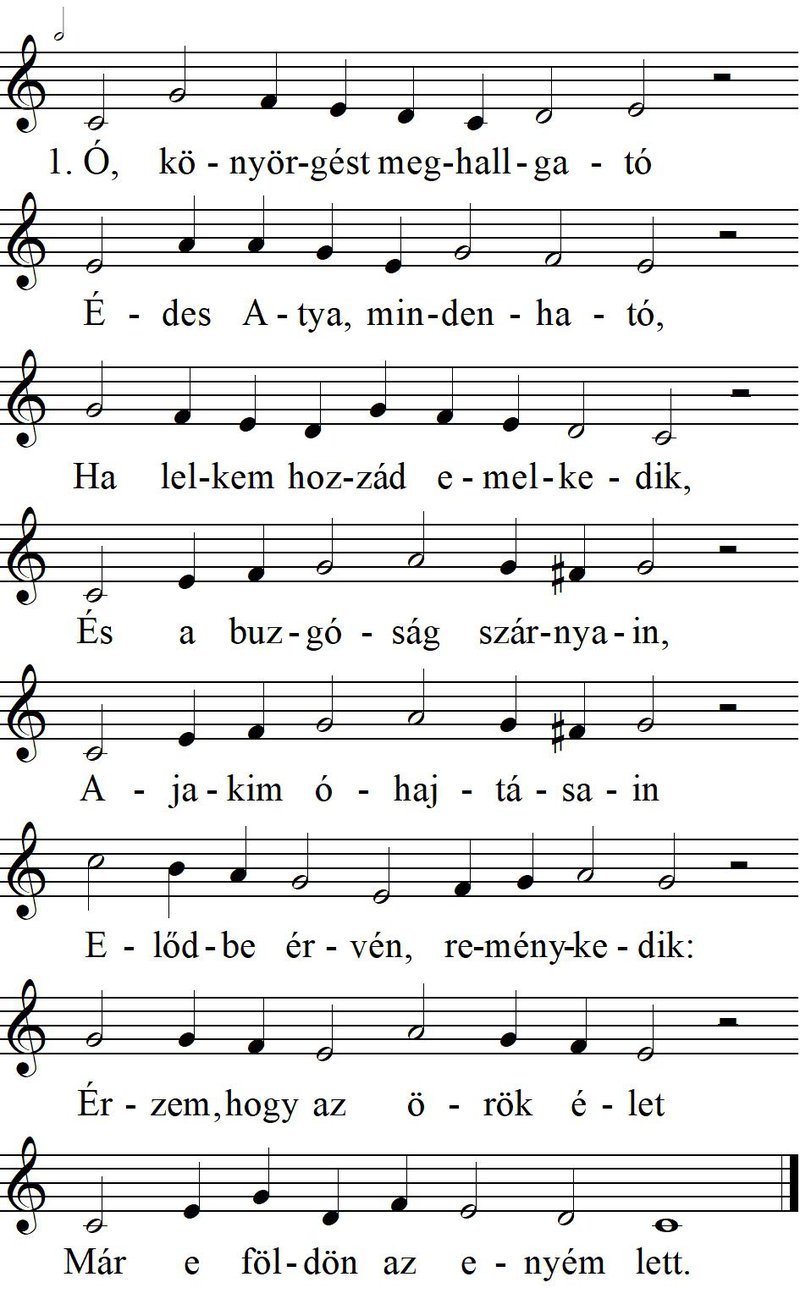 1. Ó, kö - nyör-gést meg-hall-ga - tó
É - des A - tya, min-den - ha - tó,
Ha lel-kem hoz-zád e - mel-ke - dik,
És a buz-gó - ság szár-nya-in,
A - ja-kim ó - haj - tá - sa - in
E - lőd-be ér - vén, re-mény-ke - dik:
Ér - zem, hogy az ö - rök é - let
Már e föl-dön az e - nyém lett.